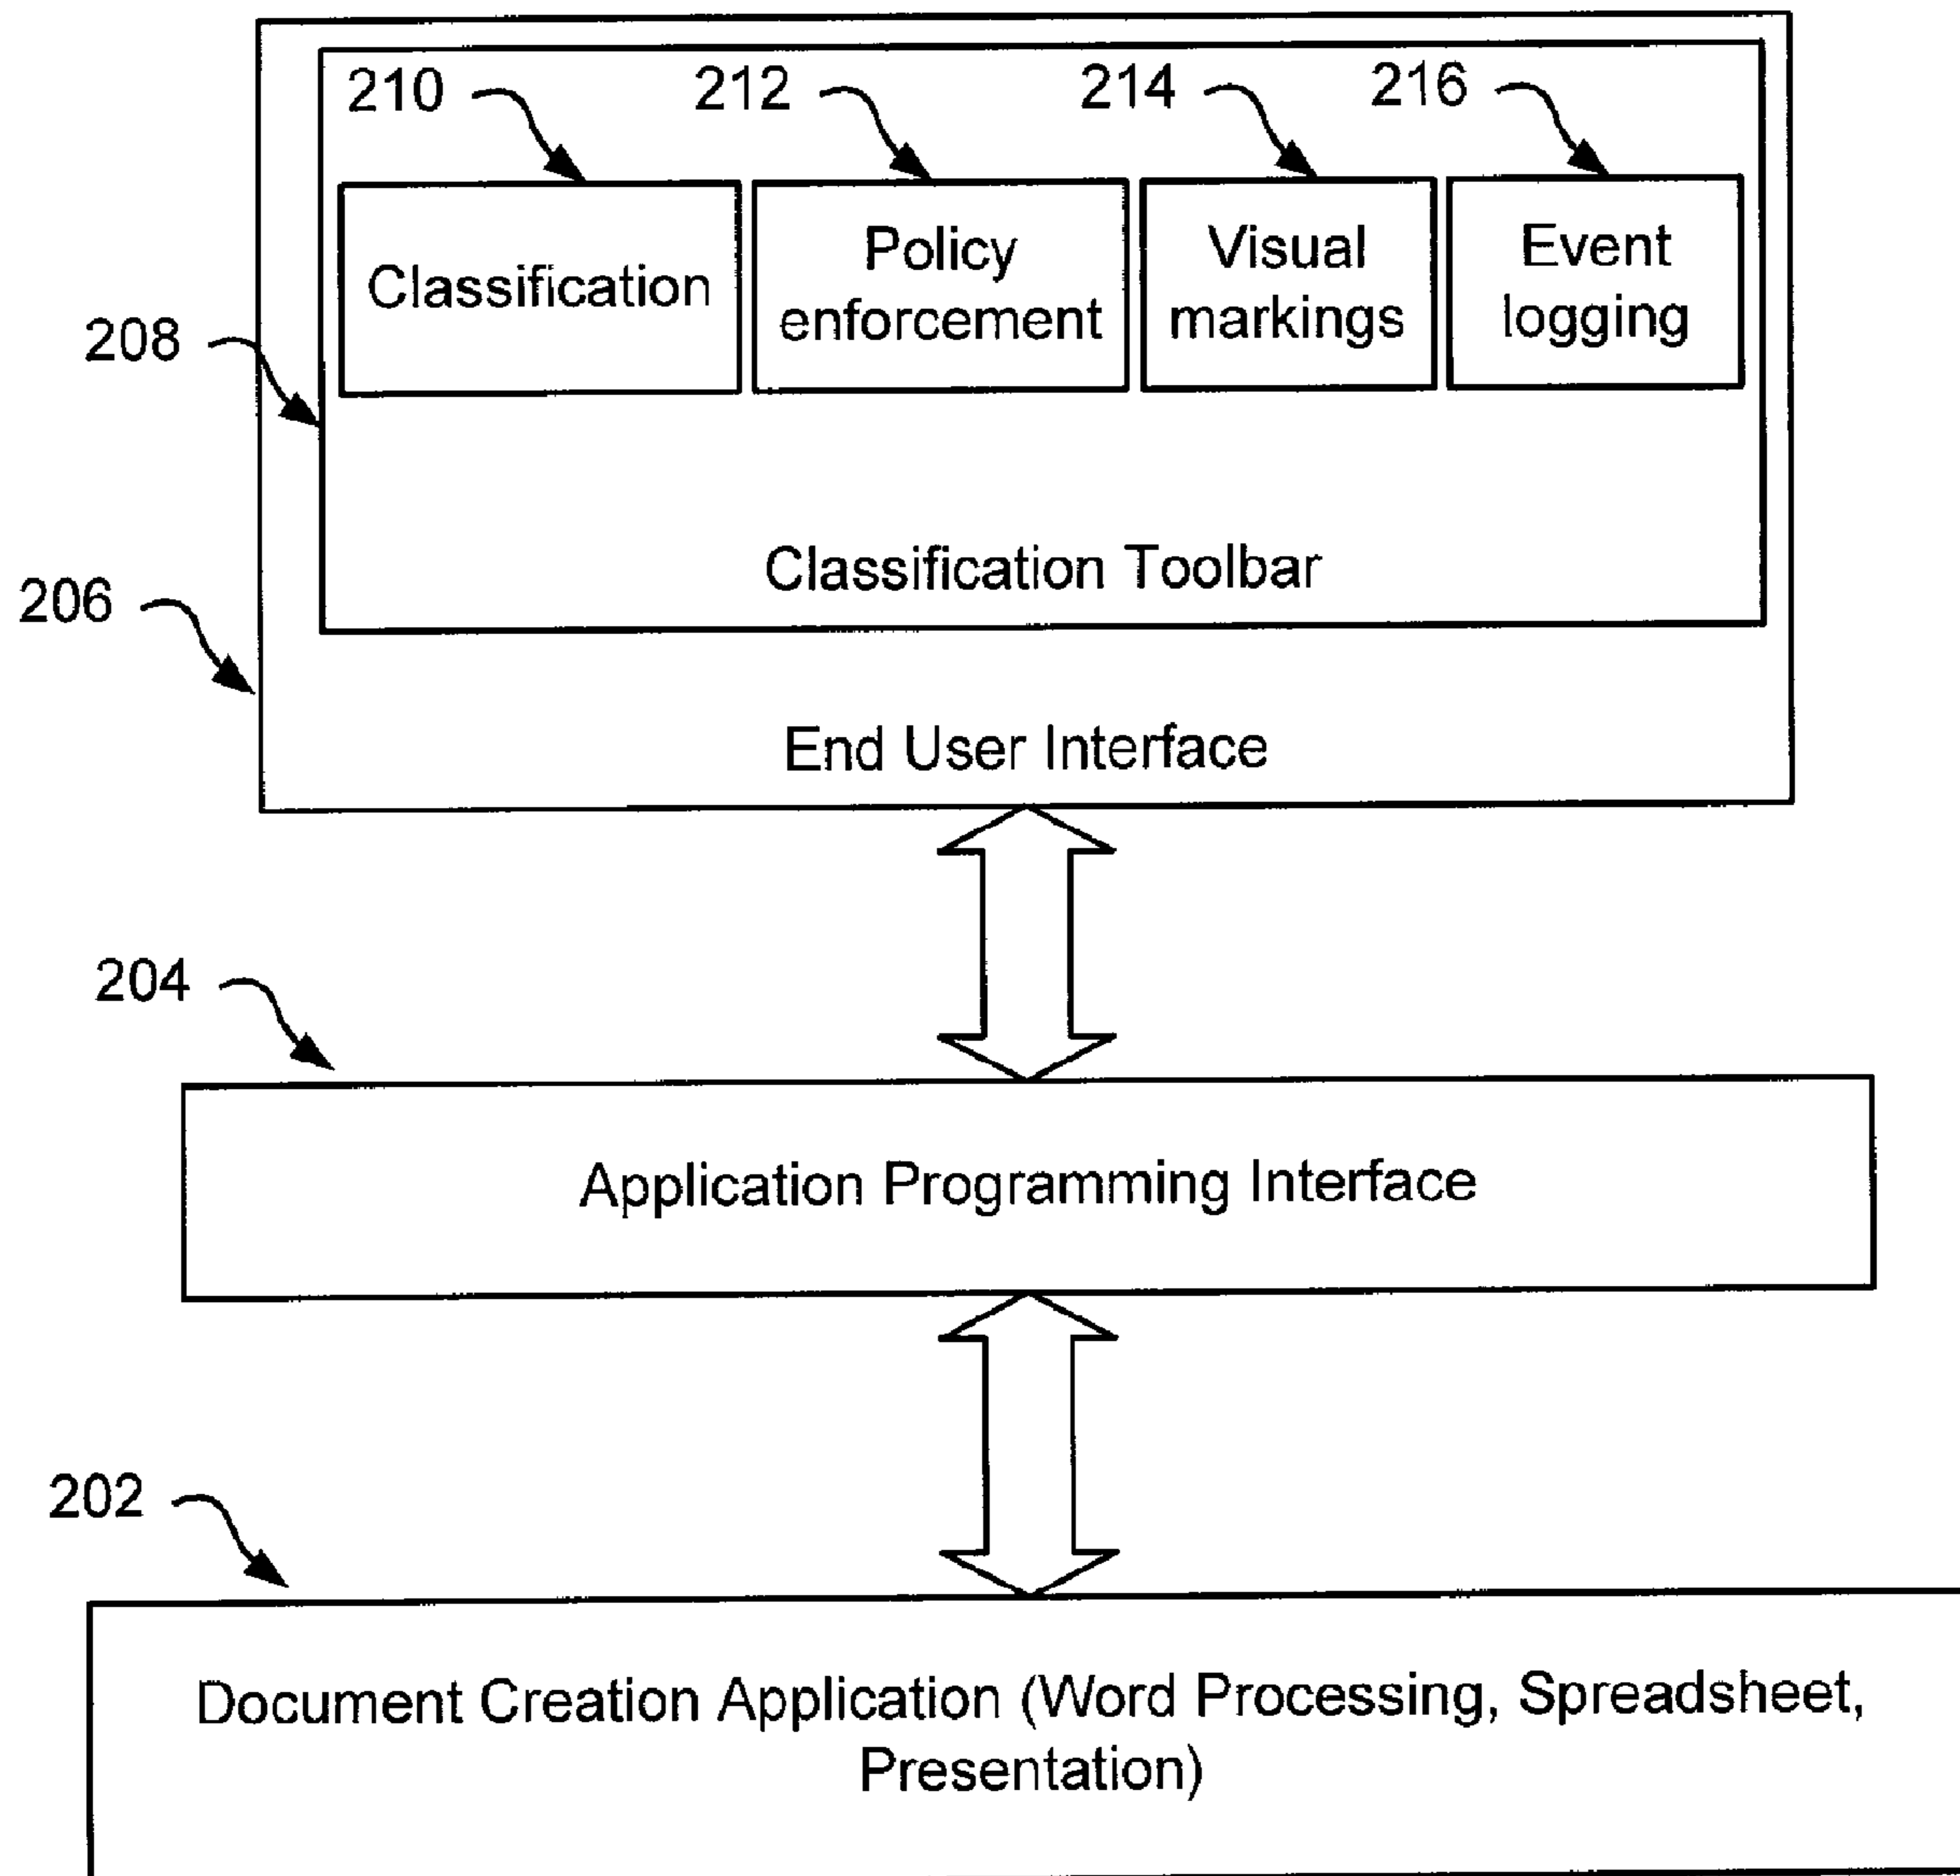 210
212
214
216
Classification
Policy
enforcement
Visual
markings
Event
logging
208
Classification Toolbar
206
End User Interface
204
Application Programming Interface
202
Document Creation Application (Word Processing, Spreadsheet,
Presentation)